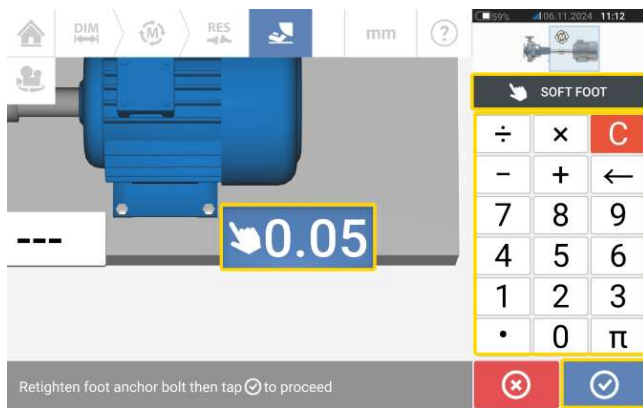 DIM
M
RES
mm
?
59% 06.11.2024 11:12
M
SOFT FOOT
÷ × C
− + ←
7 8 9
4 5 6
1 2 3
• 0 π
---
0.05
Retighten foot anchor bolt then tap to proceed